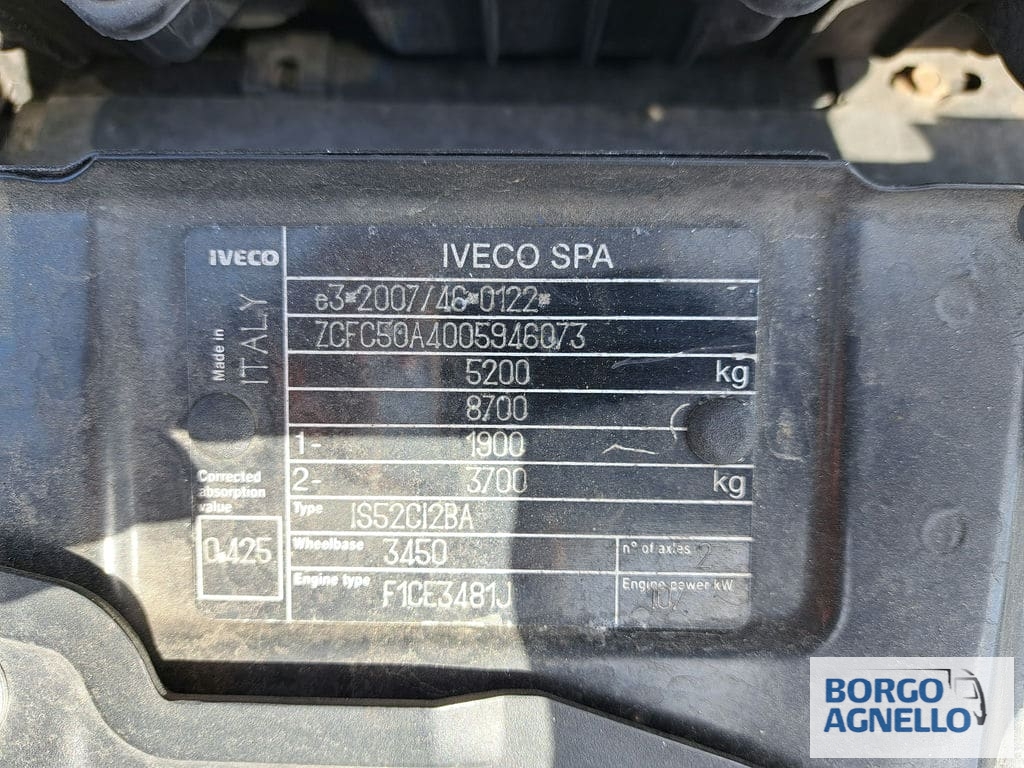 IVECO
IVECO SPA
Made in
ITALY
e3*2007/46*0122*
ZCFC50A4005946073
5200 kg
8700
1- 1900
2- 3700 kg
Corrected
absorption
value
0.425
Type IS52CI2BA
Wheelbase 3450
n° of axles 2
Engine type F1CE3481J
Engine power kW
107
BORGO
AGNELLO